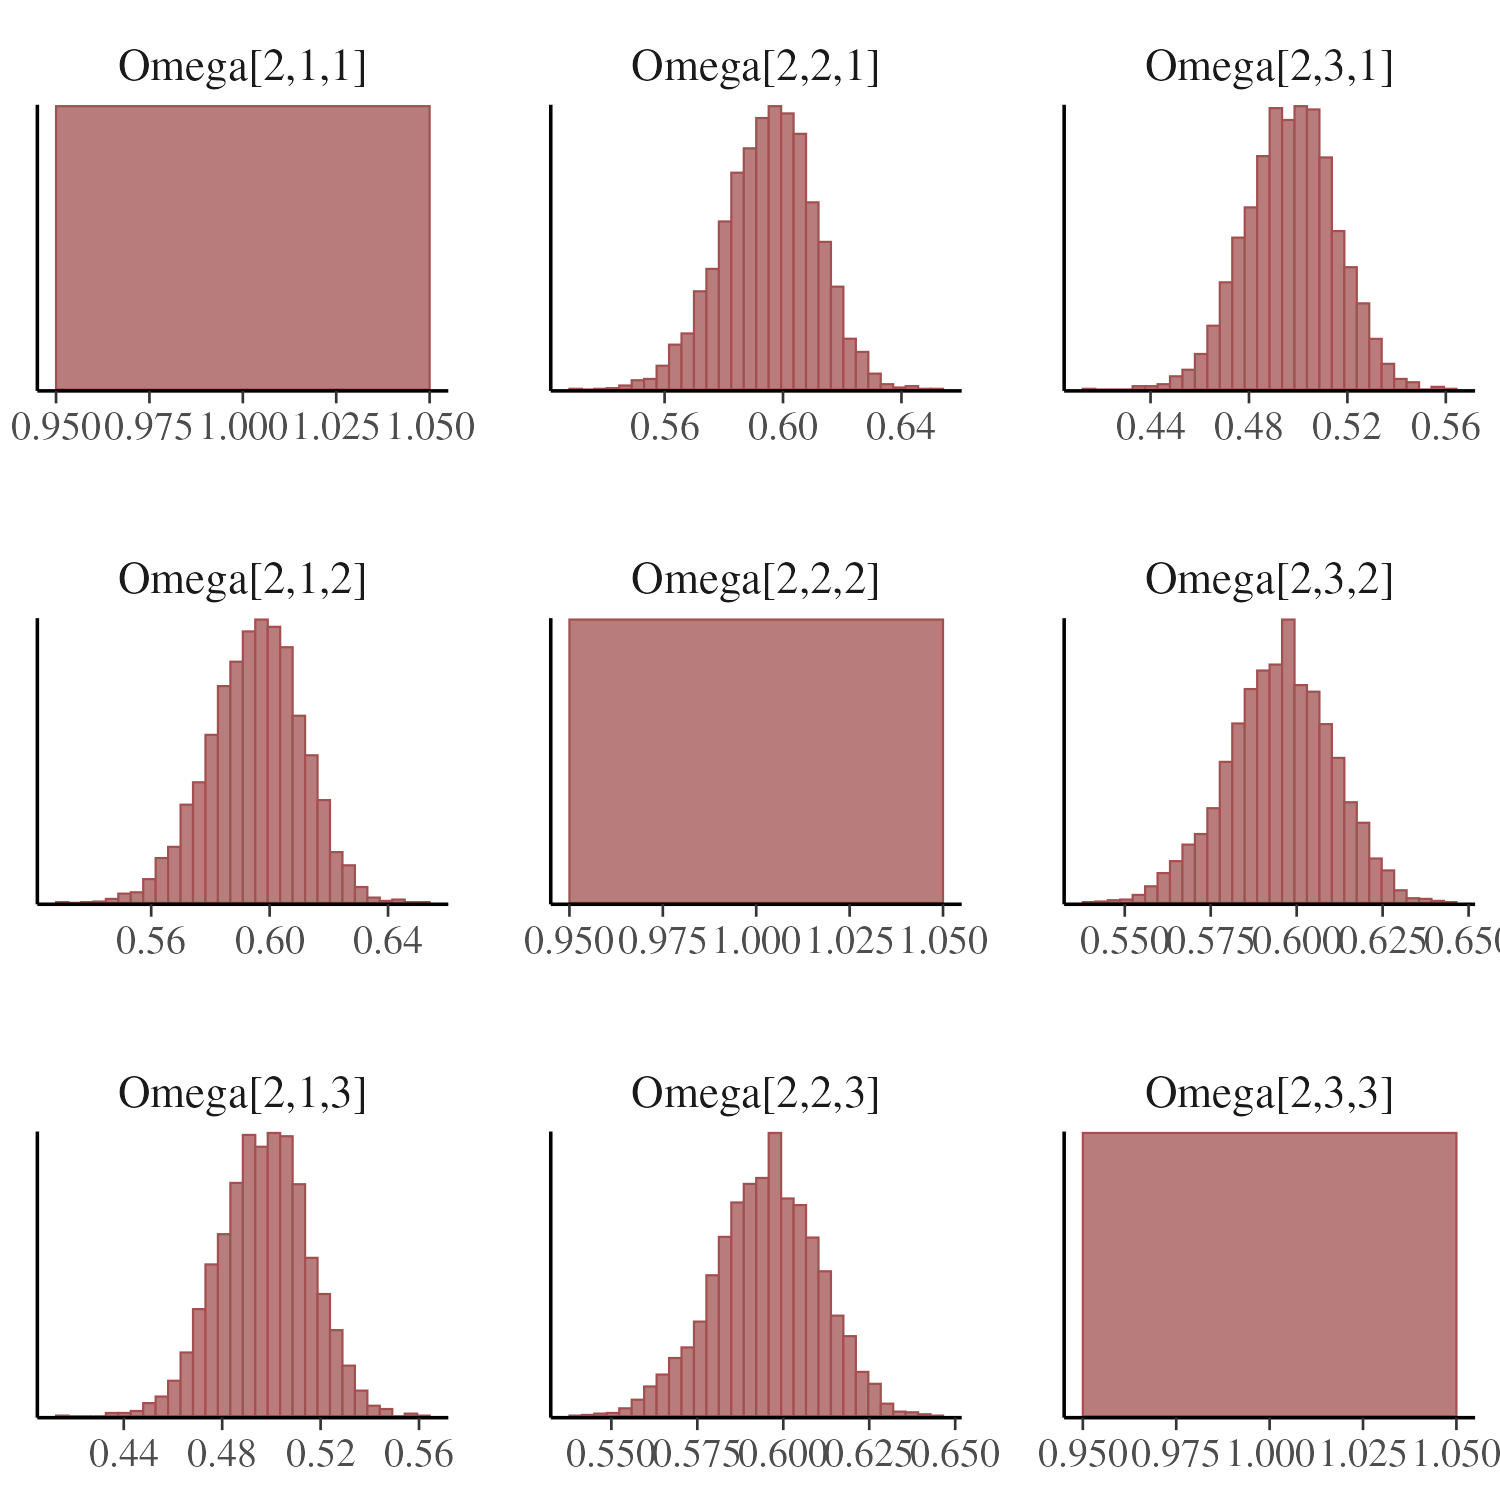 Omega[2,1,1] Omega[2,2,1] Omega[2,3,1]
0.950 0.975 1.000 1.025 1.050 0.56 0.60 0.64 0.44 0.48 0.52 0.56
Omega[2,1,2] Omega[2,2,2] Omega[2,3,2]
0.56 0.60 0.64 0.950 0.975 1.000 1.025 1.050 0.550 0.575 0.600 0.625 0.650
Omega[2,1,3] Omega[2,2,3] Omega[2,3,3]
0.44 0.48 0.52 0.56 0.550 0.575 0.600 0.625 0.650 0.950 0.975 1.000 1.025 1.050